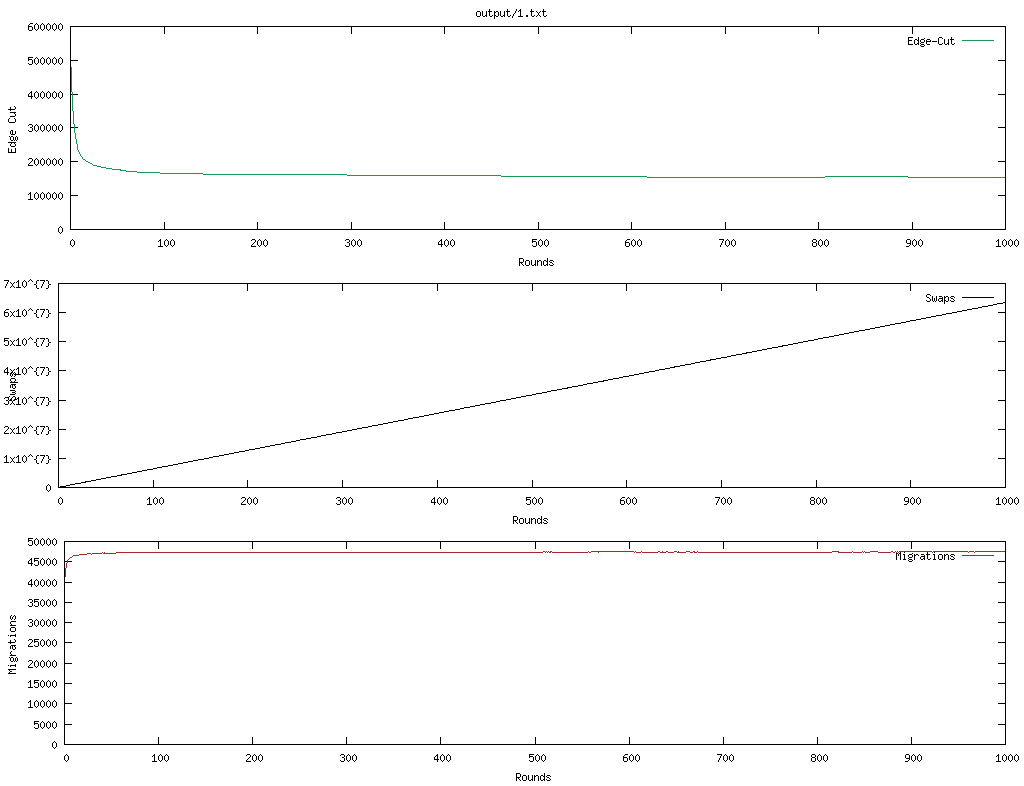 output/1.txt
600000
Edge-Cut
500000
400000
300000
200000
100000
0
Edge Cut
0 100 200 300 400 500 600 700 800 900 1000
Rounds
7x10^{7}
Swaps
6x10^{7}
5x10^{7}
4x10^{7}
3x10^{7}
2x10^{7}
1x10^{7}
0
Swaps
0 100 200 300 400 500 600 700 800 900 1000
Rounds
50000
Migrations
45000
40000
35000
30000
25000
20000
15000
10000
5000
0
Migrations
0 100 200 300 400 500 600 700 800 900 1000
Rounds